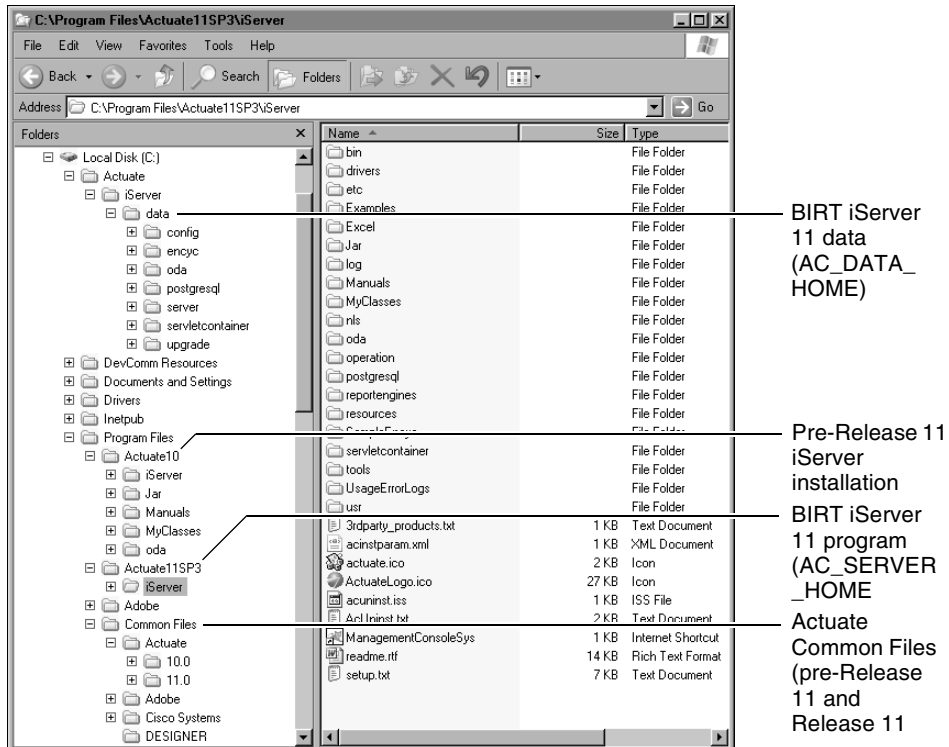 C:\Program Files\Actuate11SP3\iServer
File Edit View Favorites Tools Help
Back Search Folders
Address C:\Program Files\Actuate11SP3\iServer Go
Folders
Local Disk (C:)
Actuate
iServer
data
config
encyc
oda
postgresql
server
servletcontainer
upgrade
DevComm Resources
Documents and Settings
Drivers
Inetpub
Program Files
Actuate10
iServer
Jar
Manuals
MyClasses
oda
Actuate11SP3
iServer
Adobe
Common Files
Actuate
10.0
11.0
Adobe
Cisco Systems
DESIGNER
Name Size Type
bin File Folder
drivers File Folder
etc File Folder
Examples File Folder
Excel File Folder
Jar File Folder
log File Folder
Manuals File Folder
MyClasses File Folder
nls File Folder
oda File Folder
operation File Folder
postgresql File Folder
reportengines File Folder
resources File Folder
File Folder
servletcontainer File Folder
tools File Folder
UsageErrorLogs File Folder
usr File Folder
3rdparty_products.txt 1 KB Text Document
acinstparam.xml 1 KB XML Document
actuate.ico 2 KB Icon
ActuateLogo.ico 27 KB Icon
acuninst.iss 1 KB ISS File
AcUninst.txt 2 KB Text Document
ManagementConsoleSys 1 KB Internet Shortcut
readme.rtf 14 KB Rich Text Format
setup.txt 7 KB Text Document
BIRT iServer
11 data
(AC_DATA_
HOME)
Pre-Release 11
iServer
installation
BIRT iServer
11 program
(AC_SERVER
_HOME
Actuate
Common Files
(pre-Release
11 and
Release 11